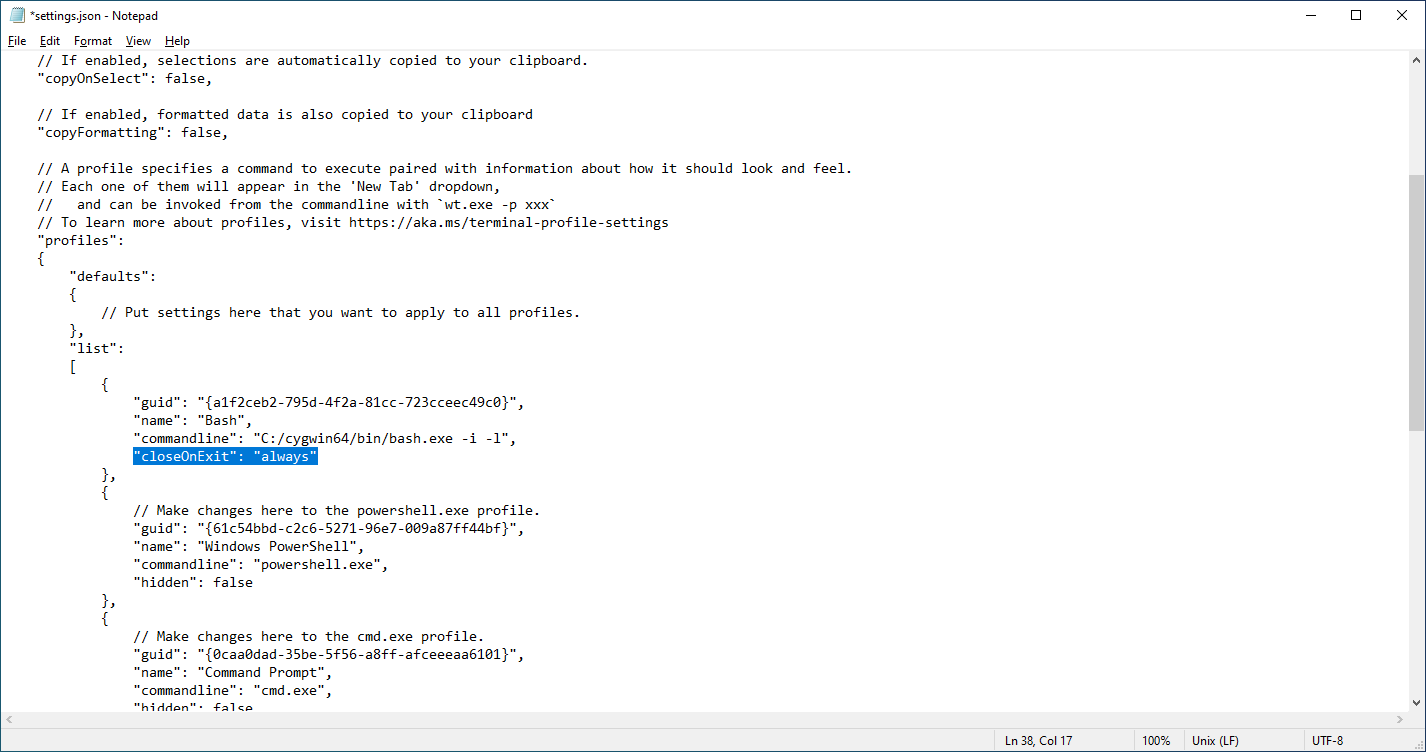 *settings.json - Notepad
File Edit Format View Help
// If enabled, selections are automatically copied to your clipboard.
"copyOnSelect": false,
// If enabled, formatted data is also copied to your clipboard
"copyFormatting": false,
// A profile specifies a command to execute paired with information about how it should look and feel.
// Each one of them will appear in the 'New Tab' dropdown,
//   and can be invoked from the commandline with `wt.exe -p xxx`
// To learn more about profiles, visit https://aka.ms/terminal-profile-settings
"profiles":
{
"defaults":
{
// Put settings here that you want to apply to all profiles.
},
"list":
[
{
"guid": "{a1f2ceb2-795d-4f2a-81cc-723cceec49c0}",
"name": "Bash",
"commandline": "C:/cygwin64/bin/bash.exe -i -l",
"closeOnExit": "always"
},
{
// Make changes here to the powershell.exe profile.
"guid": "{61c54bbd-c2c6-5271-96e7-009a87ff44bf}",
"name": "Windows PowerShell",
"commandline": "powershell.exe",
"hidden": false
},
{
// Make changes here to the cmd.exe profile.
"guid": "{0caa0dad-35be-5f56-a8ff-afceeeaa6101}",
"name": "Command Prompt",
"commandline": "cmd.exe",
"hidden": false
Ln 38, Col 17 100% Unix (LF) UTF-8